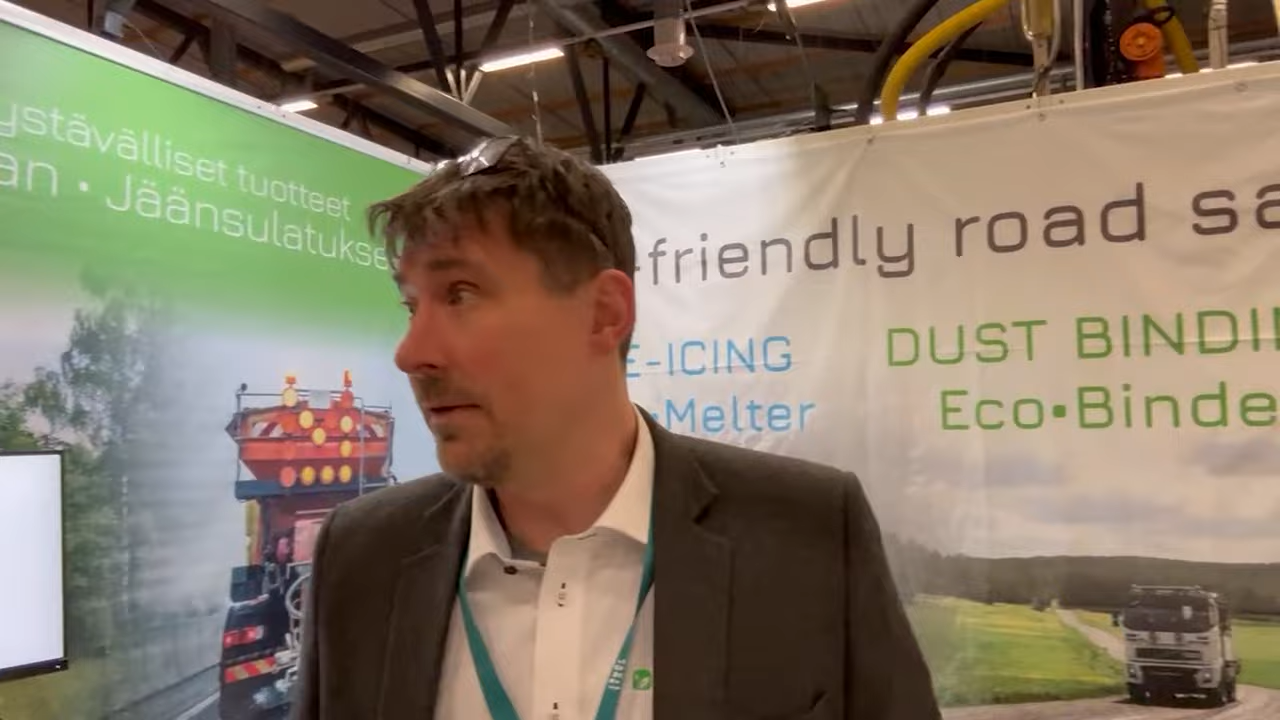 ystävälliset tuotteet
an • Jäänsulatukse
-friendly road sa
E-ICING
•Melter
DUST BINDI
Eco•Binde